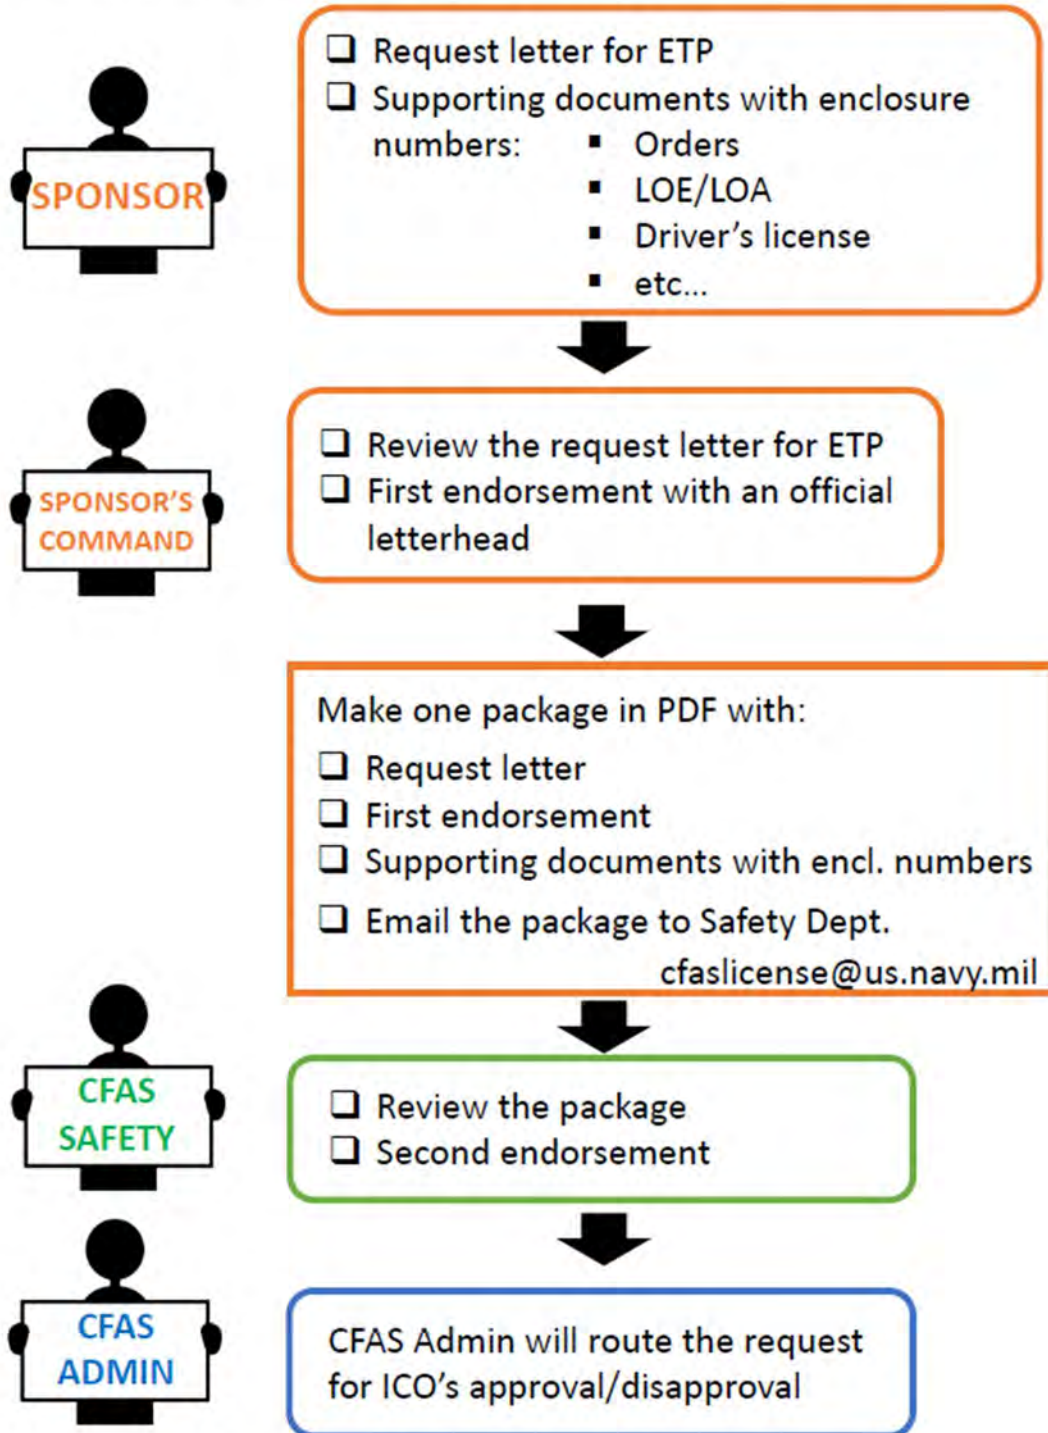 SPONSOR
❑ Request letter for ETP
❑ Supporting documents with enclosure
numbers:
▪ Orders
▪ LOE/LOA
▪ Driver’s license
▪ etc...
SPONSOR’S
COMMAND
❑ Review the request letter for ETP
❑ First endorsement with an official
letterhead
Make one package in PDF with:
❑ Request letter
❑ First endorsement
❑ Supporting documents with encl. numbers
❑ Email the package to Safety Dept.
cfaslicense@us.navy.mil
CFAS
SAFETY
❑ Review the package
❑ Second endorsement
CFAS
ADMIN
CFAS Admin will route the request
for ICO’s approval/disapproval